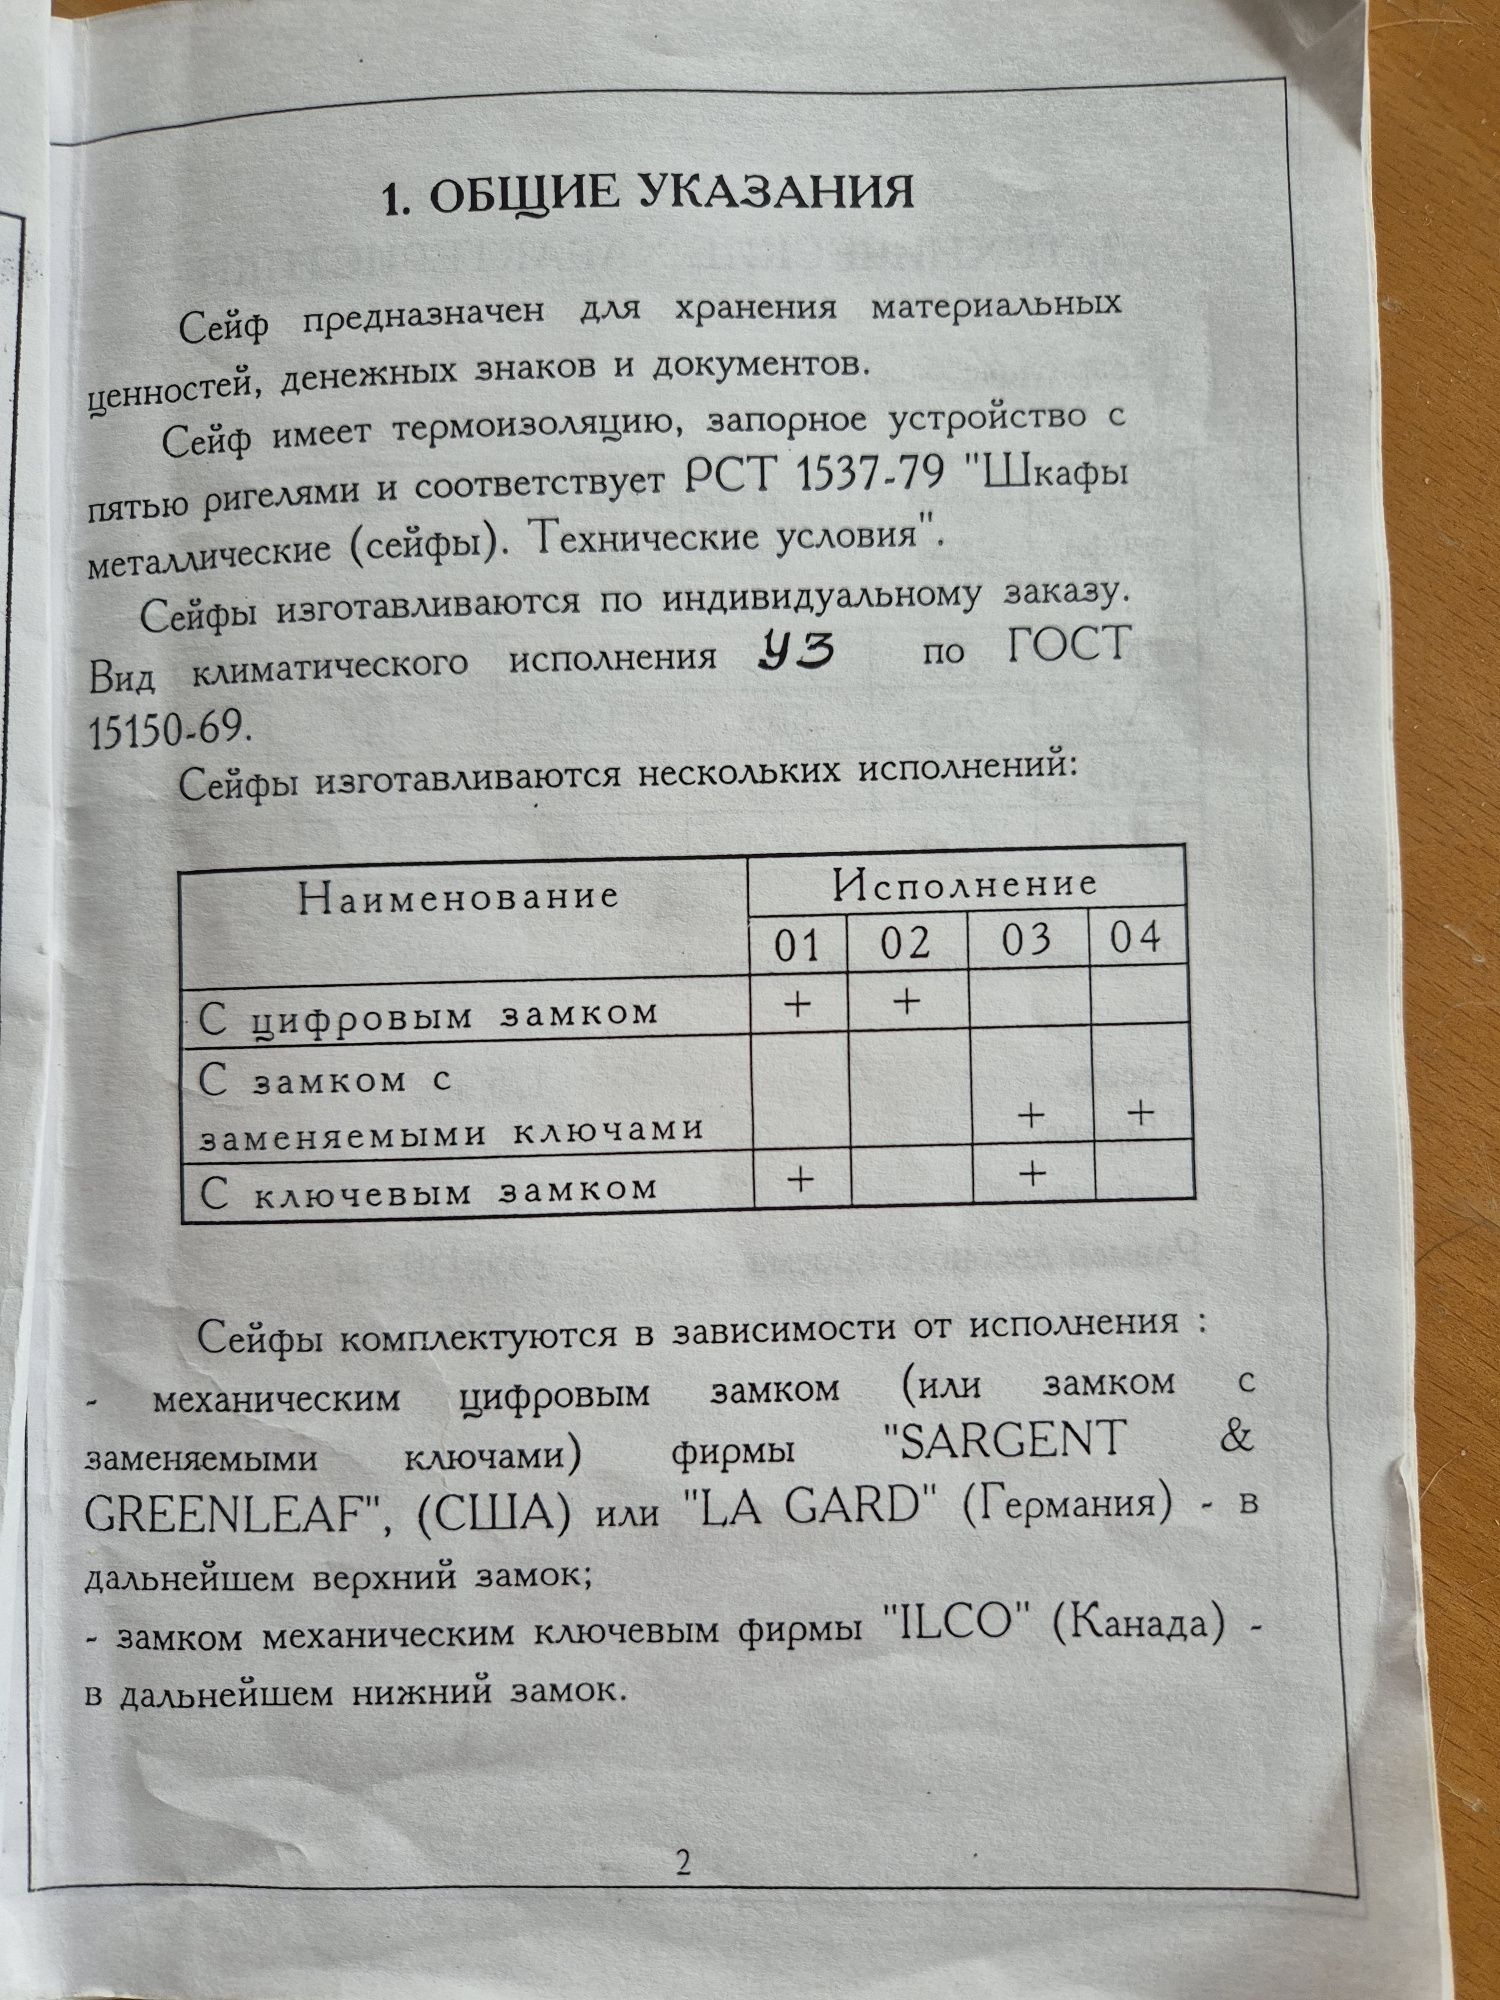 1. ОБЩИЕ УКАЗАНИЯ
Сейф предназначен для хранения материальных
ценностей, денежных знаков и документов.
Сейф имеет термоизоляцию, запорное устройство с
пятью ригелями и соответствует РСТ 1537-79 "Шкафы
металлические (сейфы). Технические условия".
Сейфы изготавливаются по индивидуальному заказу.
Вид климатического исполнения УЗ по ГОСТ
15150-69.
Сейфы изготавливаются нескольких исполнений:
Наименование Исполнение
01 02 03 04
С цифровым замком + +
С замком с
заменяемыми ключами + +
С ключевым замком + +
Сейфы комплектуются в зависимости от исполнения :
- механическим цифровым замком (или замком с
заменяемыми ключами) фирмы "SARGENT &
GREENLEAF", (США) или "LA GARD" (Германия) - в
дальнейшем верхний замок;
- замком механическим ключевым фирмы "ILCO" (Канада) -
в дальнейшем нижний замок.
2